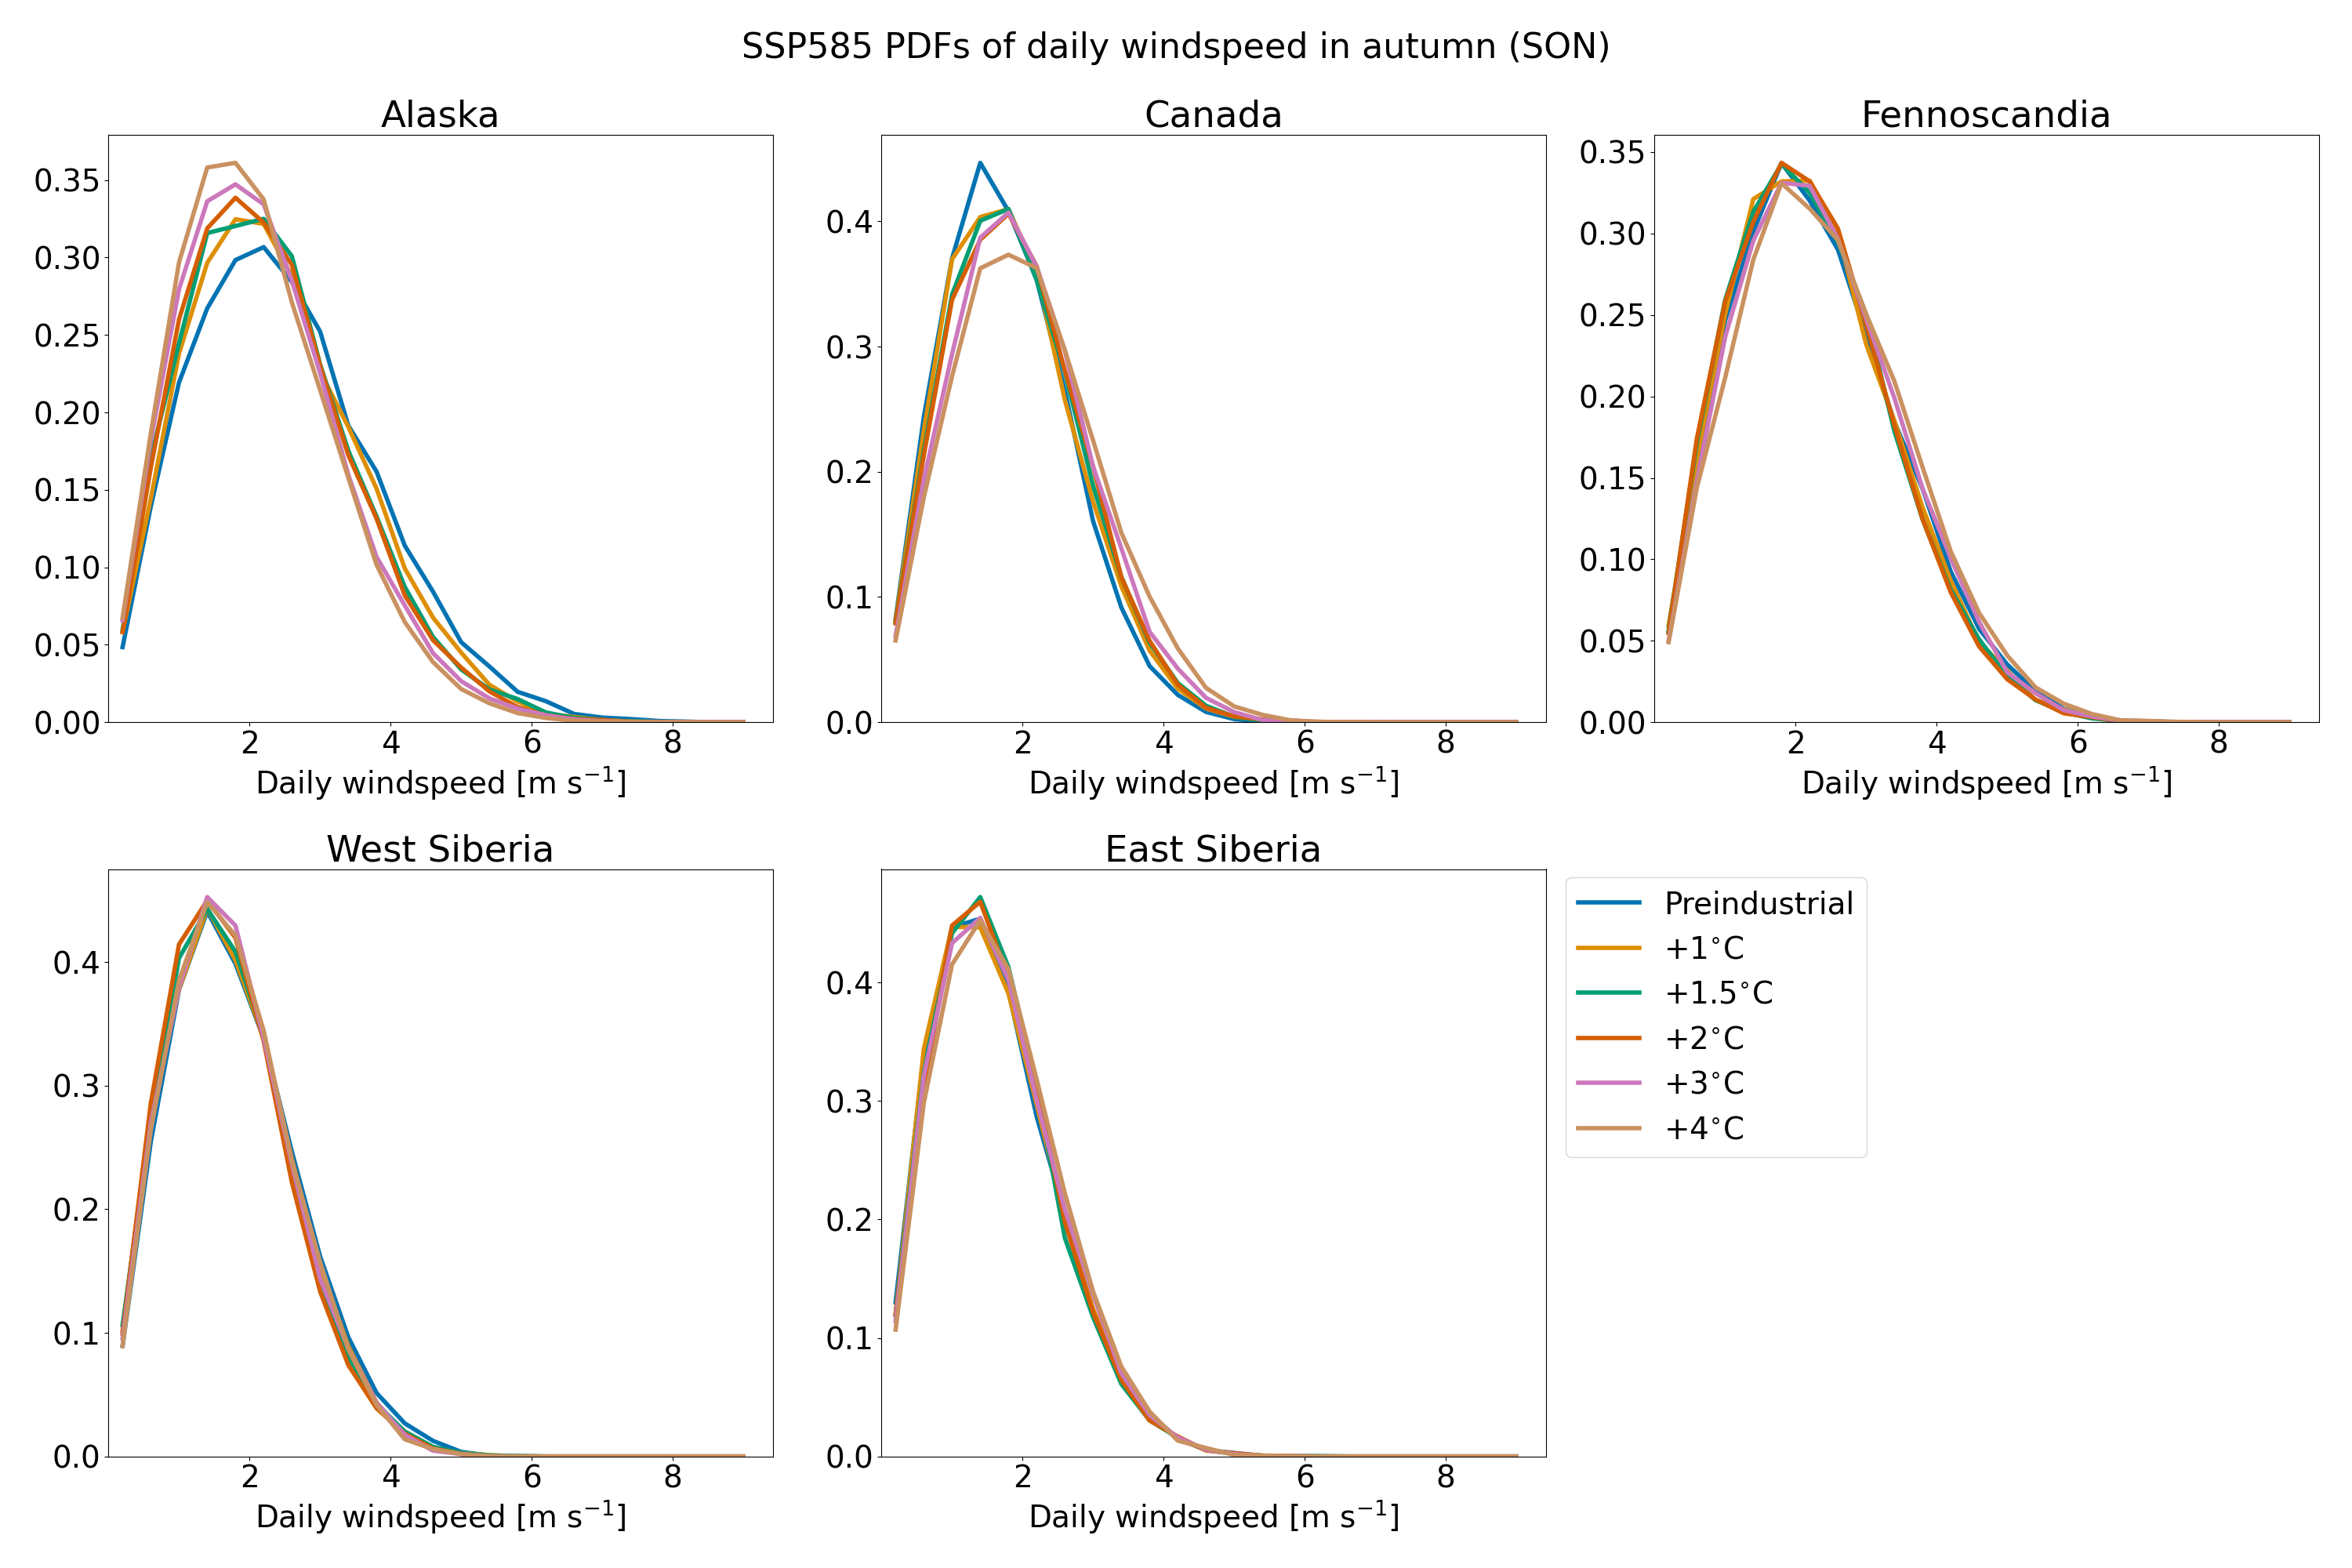 SSP585 PDFs of daily windspeed in autumn (SON)
Alaska
0.35
0.30
0.25
0.20
0.15
0.10
0.05
0.00
2 4 6 8
Daily windspeed [m s⁻¹]
Canada
0.4
0.3
0.2
0.1
0.0
2 4 6 8
Daily windspeed [m s⁻¹]
Fennoscandia
0.35
0.30
0.25
0.20
0.15
0.10
0.05
0.00
2 4 6 8
Daily windspeed [m s⁻¹]
West Siberia
0.4
0.3
0.2
0.1
0.0
2 4 6 8
Daily windspeed [m s⁻¹]
East Siberia
0.4
0.3
0.2
0.1
0.0
2 4 6 8
Daily windspeed [m s⁻¹]
Preindustrial
+1°C
+1.5°C
+2°C
+3°C
+4°C